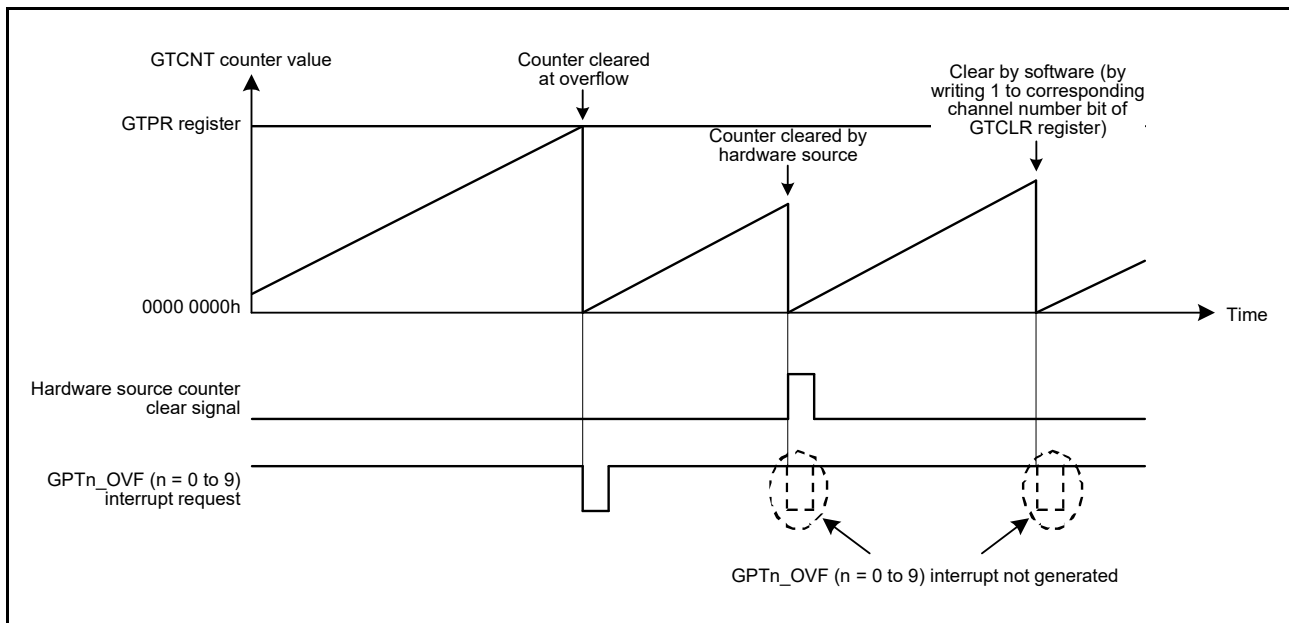 GTCNT counter value
Counter cleared
at overflow
Clear by software (by
writing 1 to corresponding
channel number bit of
GTCLR register)
GTPR register
Counter cleared by
hardware source
0000 0000h
Time
Hardware source counter
clear signal
GPTn_OVF (n = 0 to 9)
interrupt request
GPTn_OVF (n = 0 to 9) interrupt not generated